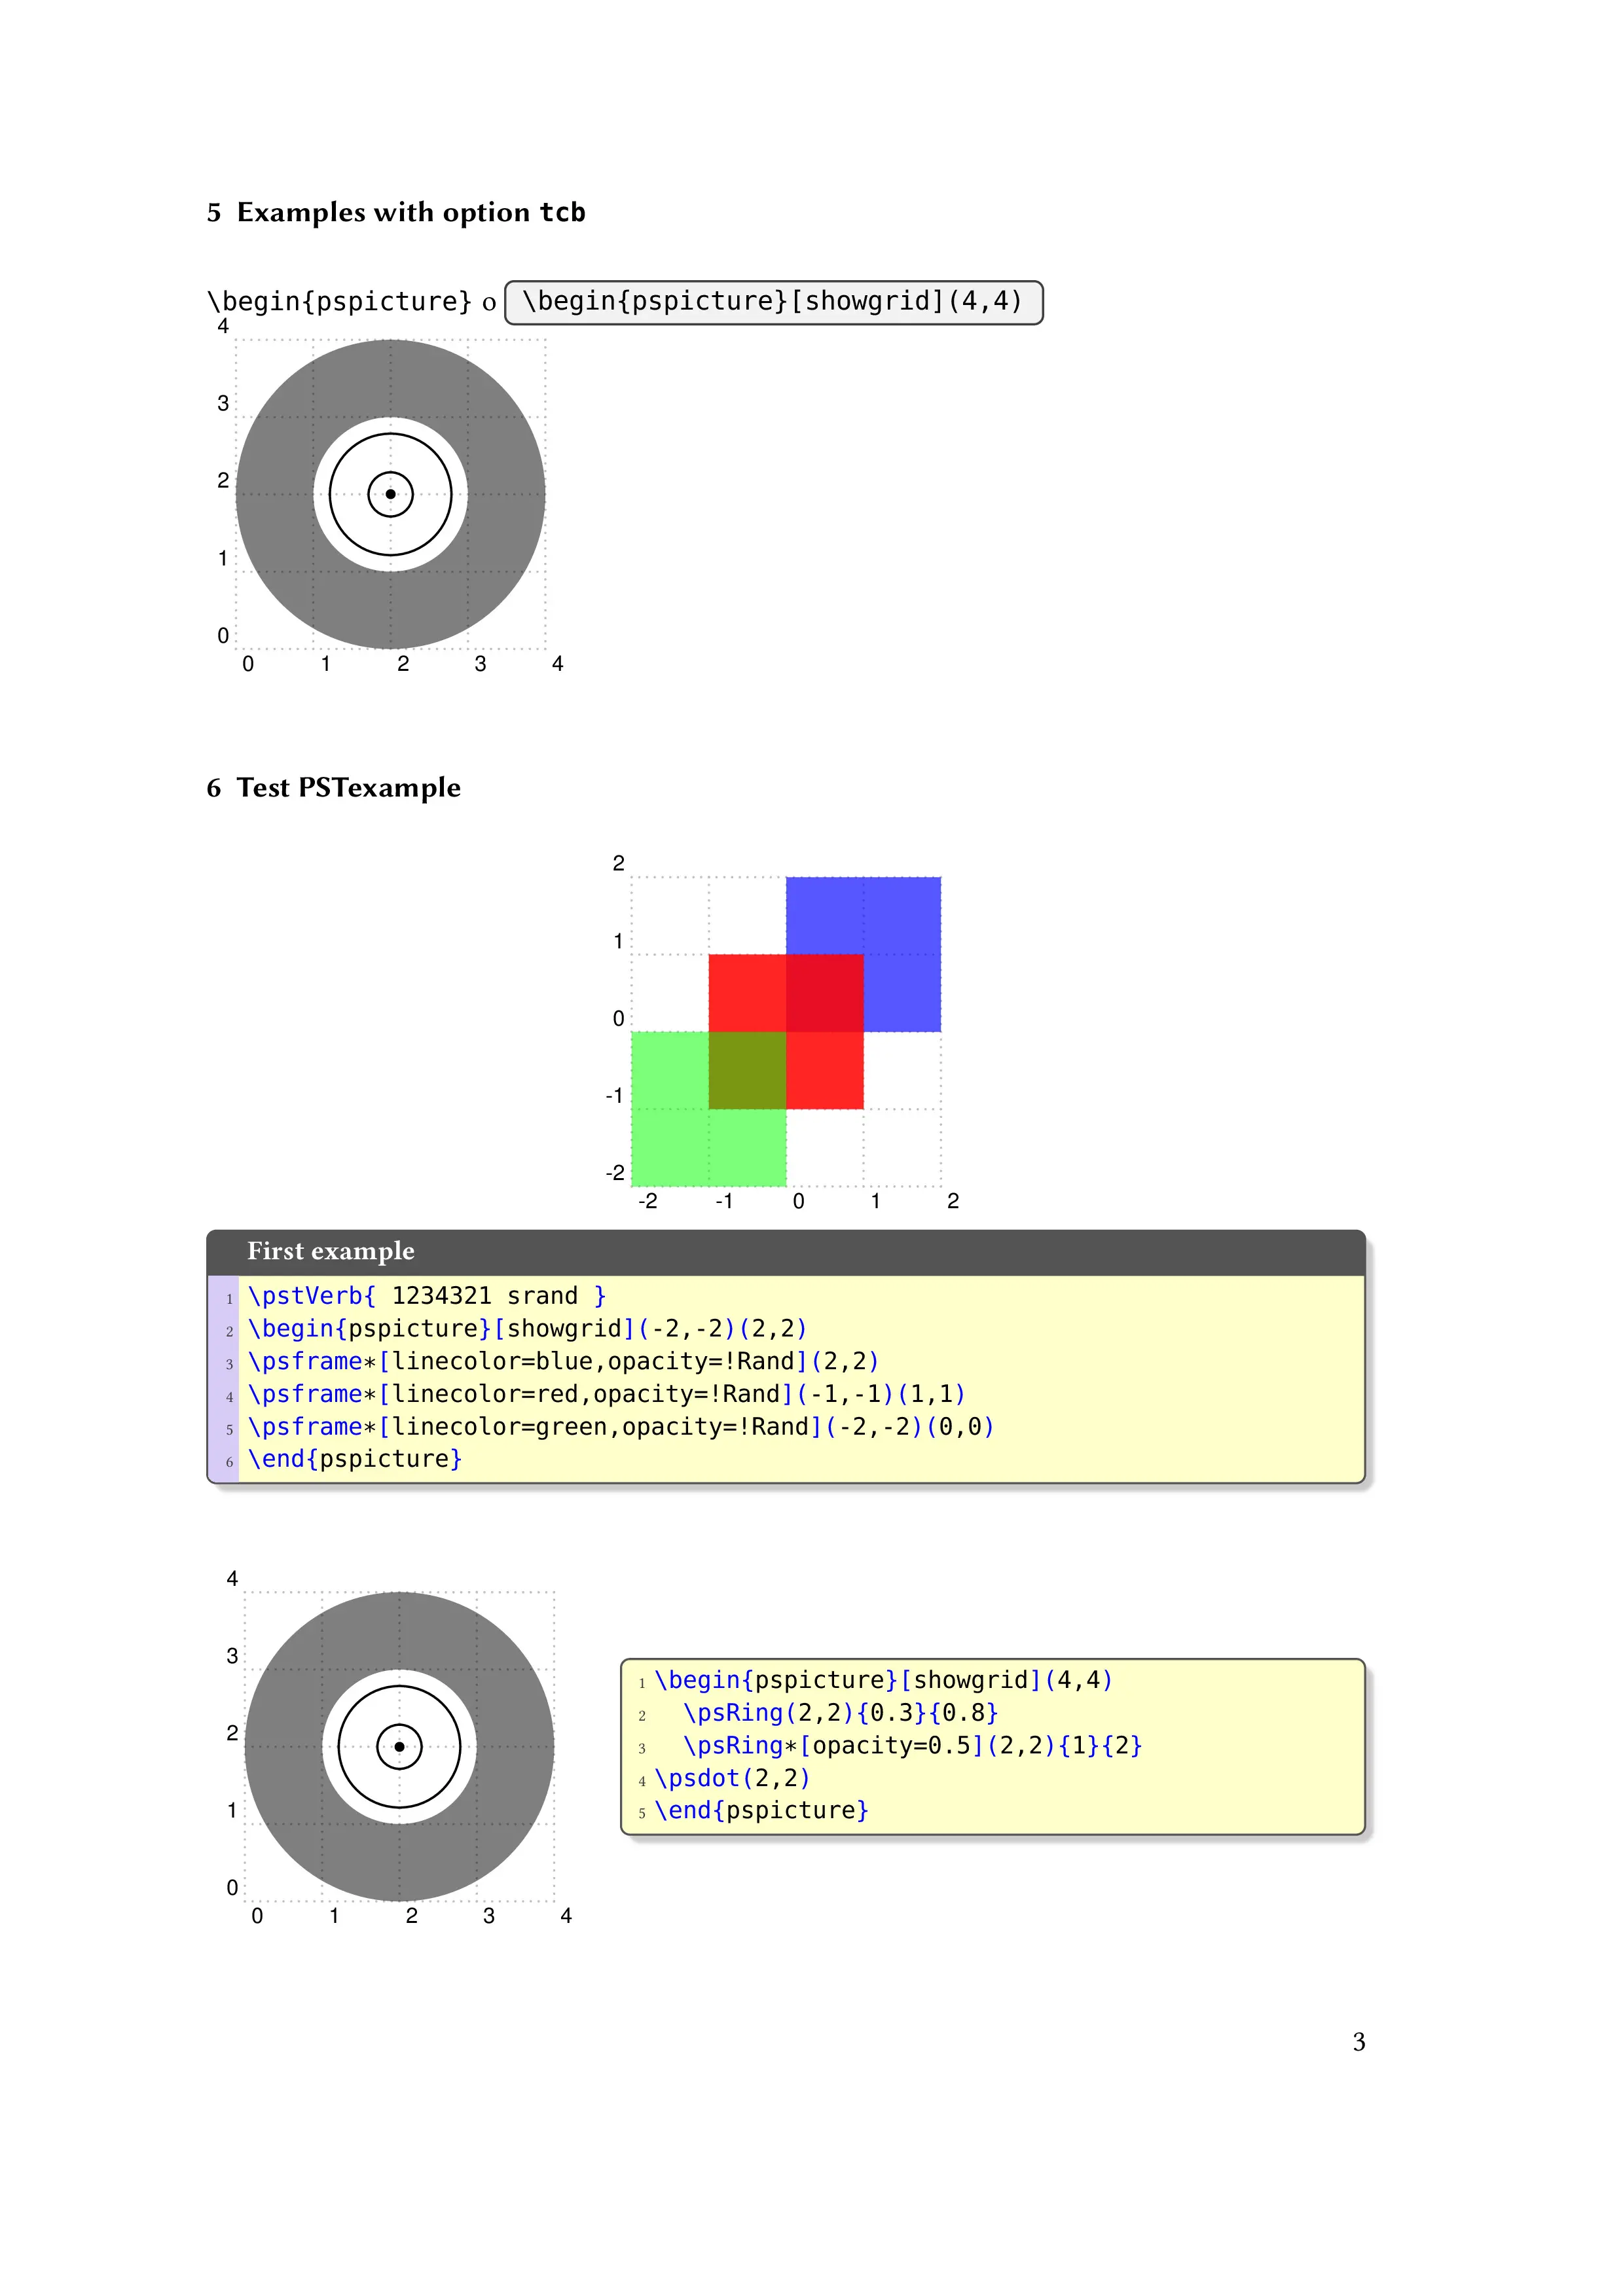 5 Examples with option tcb
\begin{pspicture} o \begin{pspicture}[showgrid](4,4)
4
3
2
1
0
0 1 2 3 4
6 Test PSTexample
2
1
0
-1
-2
-2 -1 0 1 2
First example
1 \pstVerb{ 1234321 srand }
2 \begin{pspicture}[showgrid](-2,-2)(2,2)
3 \psframe*[linecolor=blue,opacity=!Rand](2,2)
4 \psframe*[linecolor=red,opacity=!Rand](-1,-1)(1,1)
5 \psframe*[linecolor=green,opacity=!Rand](-2,-2)(0,0)
6 \end{pspicture}
4
3
2
1
0
0 1 2 3 4
1 \begin{pspicture}[showgrid](4,4)
2   \psRing(2,2){0.3}{0.8}
3   \psRing*[opacity=0.5](2,2){1}{2}
4 \psdot(2,2)
5 \end{pspicture}
3